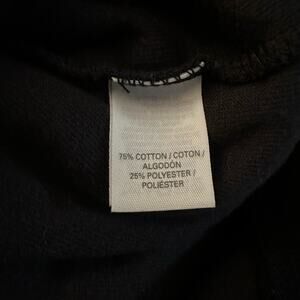 75% COTTON / COTON /
ALGODÓN
25% POLYESTER /
POLIÉSTER